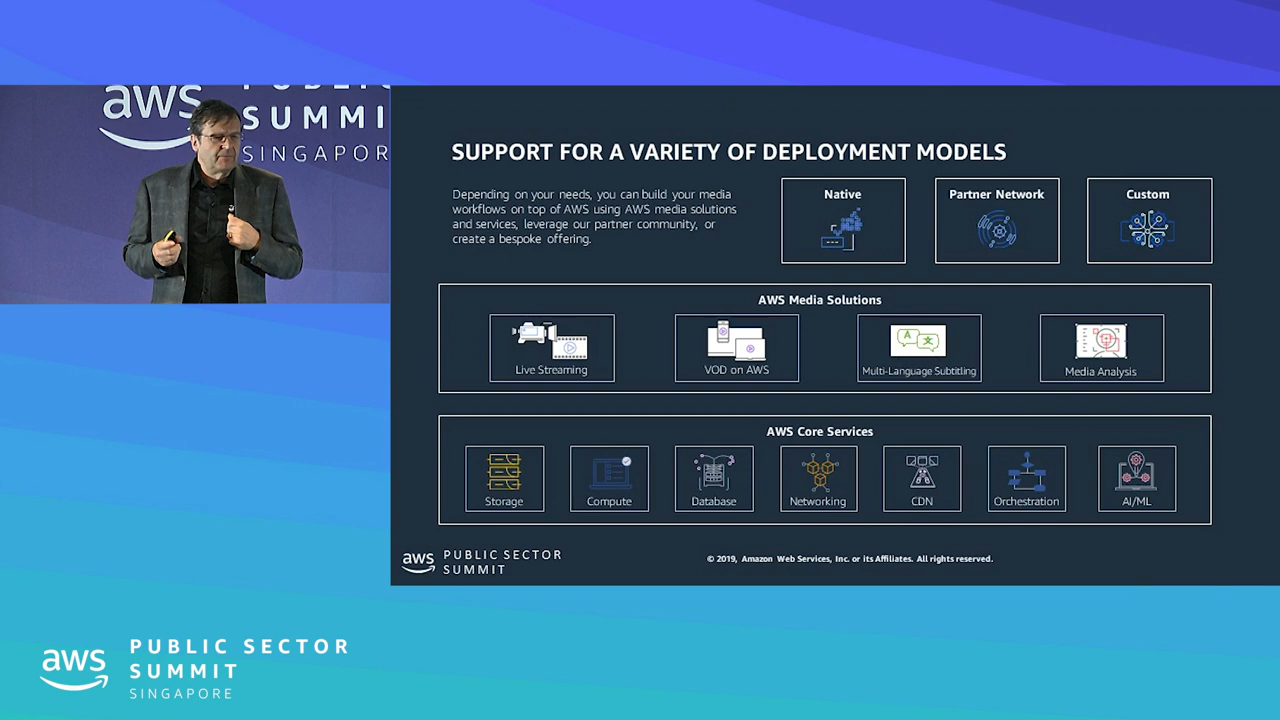 aws
PUBLIC
SUMMI
SINGAPOR
SUPPORT FOR A VARIETY OF DEPLOYMENT MODELS
Depending on your needs, you can build your media
workflows on top of AWS using AWS media solutions
and services, leverage our partner community, or
create a bespoke offering.
Native
Partner Network
Custom
AWS Media Solutions
Live Streaming
VOD on AWS
A 文
Multi-Language Subtitling
Media Analysis
AWS Core Services
Storage
Compute
Database
Networking
CDN
Orchestration
AI/ML
aws PUBLIC SECTOR
SUMMIT
© 2019, Amazon Web Services, Inc. or its Affiliates. All rights reserved.
aws
PUBLIC SECTOR
SUMMIT
SINGAPORE